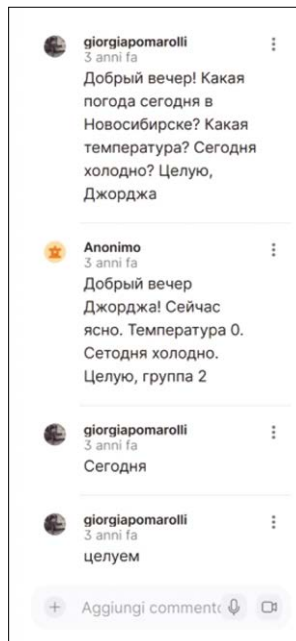 giorgiapomarolli
3 anni fa
Добрый вечер! Какая
погода сегодня в
Новосибирске? Какая
температура? Сегодня
холодно? Целую,
Джорджа
Anonimo
3 anni fa
Добрый вечер
Джорджа! Сейчас
ясно. Температура 0.
Сетодня холодно.
Целую, группа 2
giorgiapomarolli
3 anni fa
Сегодня
giorgiapomarolli
3 anni fa
целуем
Aggiungi commento